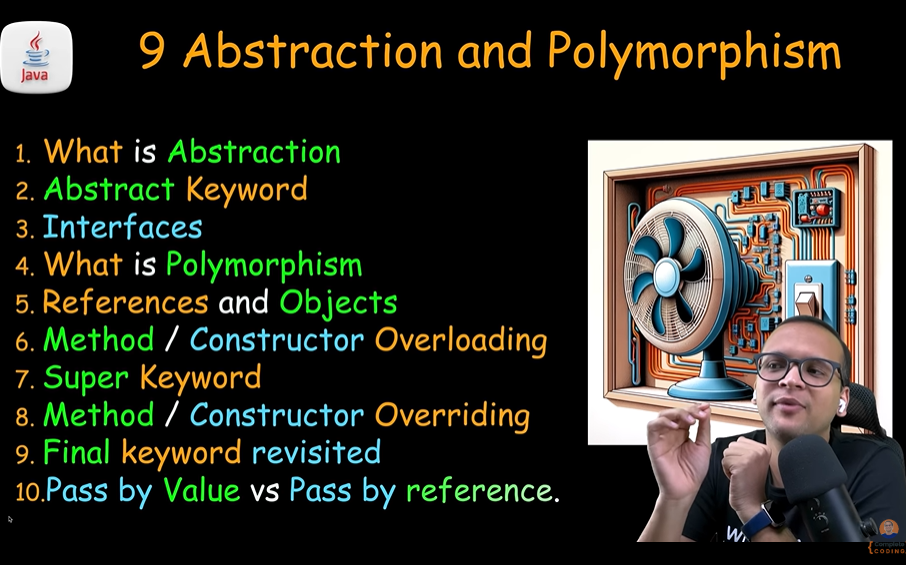 Java
9 Abstraction and Polymorphism
1. What is Abstraction
2. Abstract Keyword
3. Interfaces
4. What is Polymorphism
5. References and Objects
6. Method / Constructor Overloading
7. Super Keyword
8. Method / Constructor Overriding
9. Final keyword revisited
10.Pass by Value vs Pass by reference.
CODING